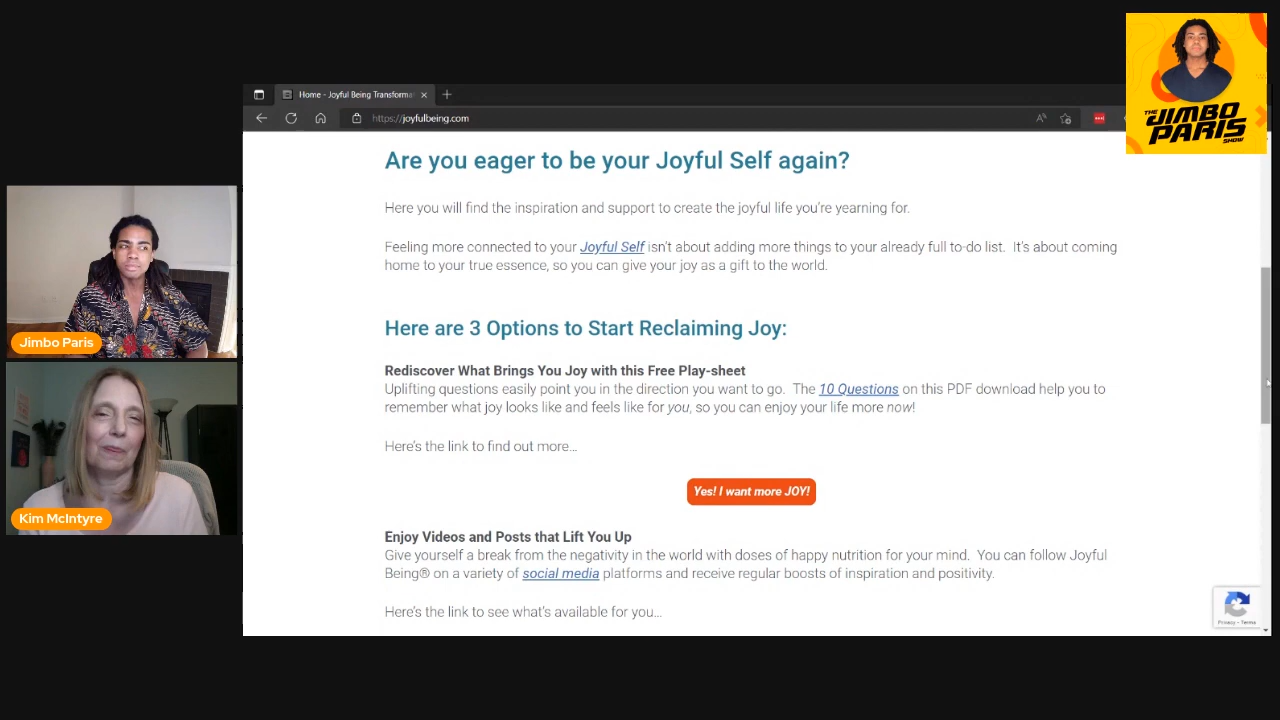 THE
JIMBO
PARIS
SHOW
Home - Joyful Being Transforma
https://joyfulbeing.com
Are you eager to be your Joyful Self again?
Here you will find the inspiration and support to create the joyful life you're yearning for.
Feeling more connected to your Joyful Self isn't about adding more things to your already full to-do list. It's about coming
home to your true essence, so you can give your joy as a gift to the world.
Here are 3 Options to Start Reclaiming Joy:
Rediscover What Brings You Joy with this Free Play-sheet
Uplifting questions easily point you in the direction you want to go. The 10 Questions on this PDF download help you to
remember what joy looks like and feels like for you, so you can enjoy your life more now!
Here's the link to find out more...
Yes! I want more JOY!
Enjoy Videos and Posts that Lift You Up
Give yourself a break from the negativity in the world with doses of happy nutrition for your mind. You can follow Joyful
Being® on a variety of social media platforms and receive regular boosts of inspiration and positivity.
Here's the link to see what's available for you...
Privacy - Terms
Jimbo Paris
Kim McIntyre